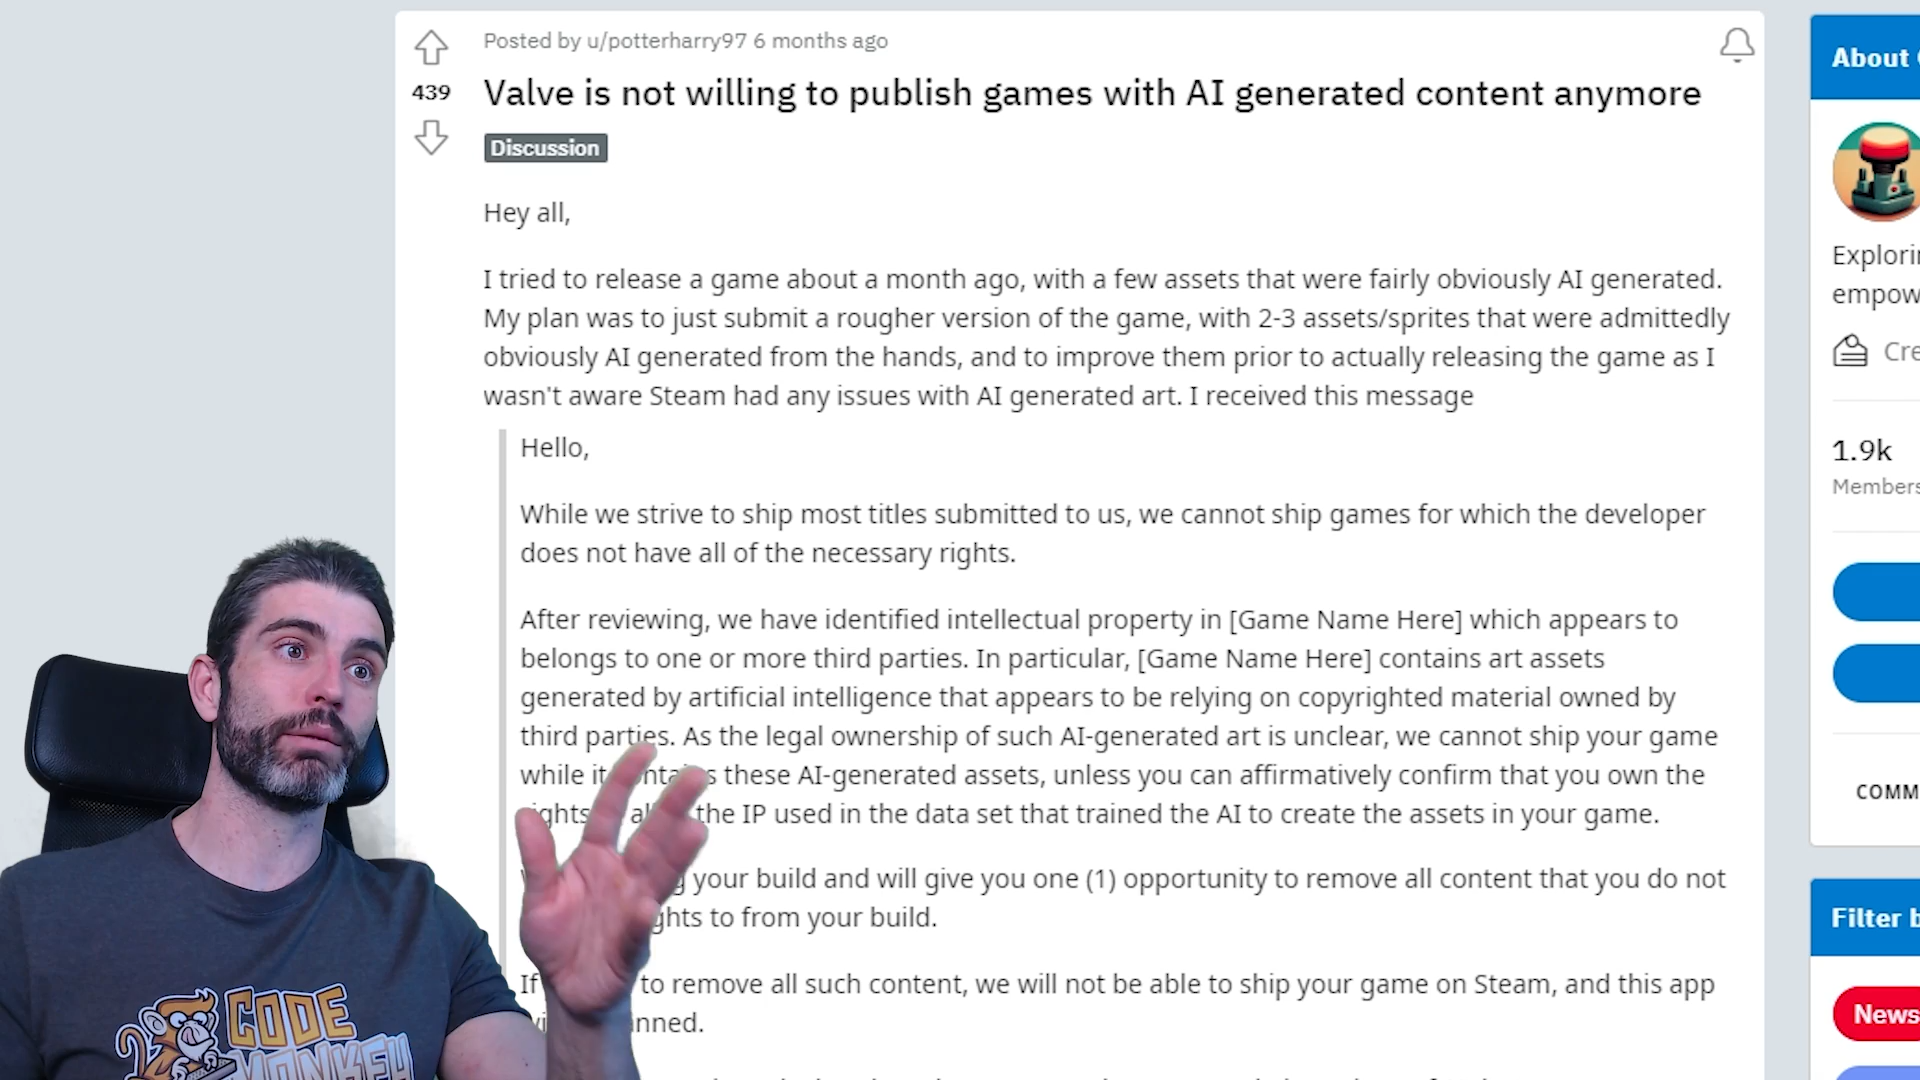 Posted by u/potterharry97 6 months ago
439
Valve is not willing to publish games with AI generated content anymore
Discussion
Hey all,
I tried to release a game about a month ago, with a few assets that were fairly obviously AI generated.
My plan was to just submit a rougher version of the game, with 2-3 assets/sprites that were admittedly
obviously AI generated from the hands, and to improve them prior to actually releasing the game as I
wasn't aware Steam had any issues with AI generated art. I received this message
Hello,
While we strive to ship most titles submitted to us, we cannot ship games for which the developer
does not have all of the necessary rights.
After reviewing, we have identified intellectual property in [Game Name Here] which appears to
belongs to one or more third parties. In particular, [Game Name Here] contains art assets
generated by artificial intelligence that appears to be relying on copyrighted material owned by
third parties. As the legal ownership of such AI-generated art is unclear, we cannot ship your game
while it these AI-generated assets, unless you can affirmatively confirm that you own the
the IP used in the data set that trained the AI to create the assets in your game.
your build and will give you one (1) opportunity to remove all content that you do not
to from your build.
If to remove all such content, we will not be able to ship your game on Steam, and this app
About
1.9k
Members
Filter
News
CODE
MONKEY